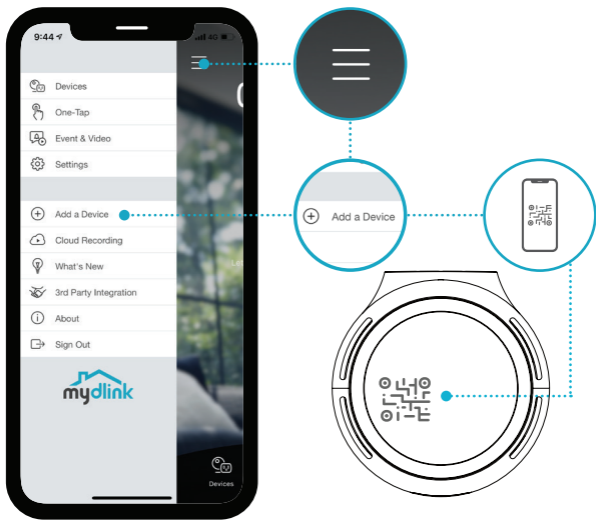 9:44
4G
Devices
One-Tap
Event & Video
Settings
Add a Device
Cloud Recording
What's New
3rd Party Integration
About
Sign Out
mydlink
Devices
Add a Device